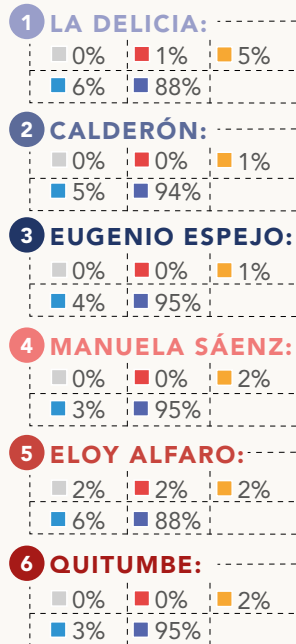 1 LA DELICIA:
0% 1% 5%
6% 88%
2 CALDERÓN:
0% 0% 1%
5% 94%
3 EUGENIO ESPEJO:
0% 0% 1%
4% 95%
4 MANUELA SÁENZ:
0% 0% 2%
3% 95%
5 ELOY ALFARO:
2% 2% 2%
6% 88%
6 QUITUMBE:
0% 0% 2%
3% 95%